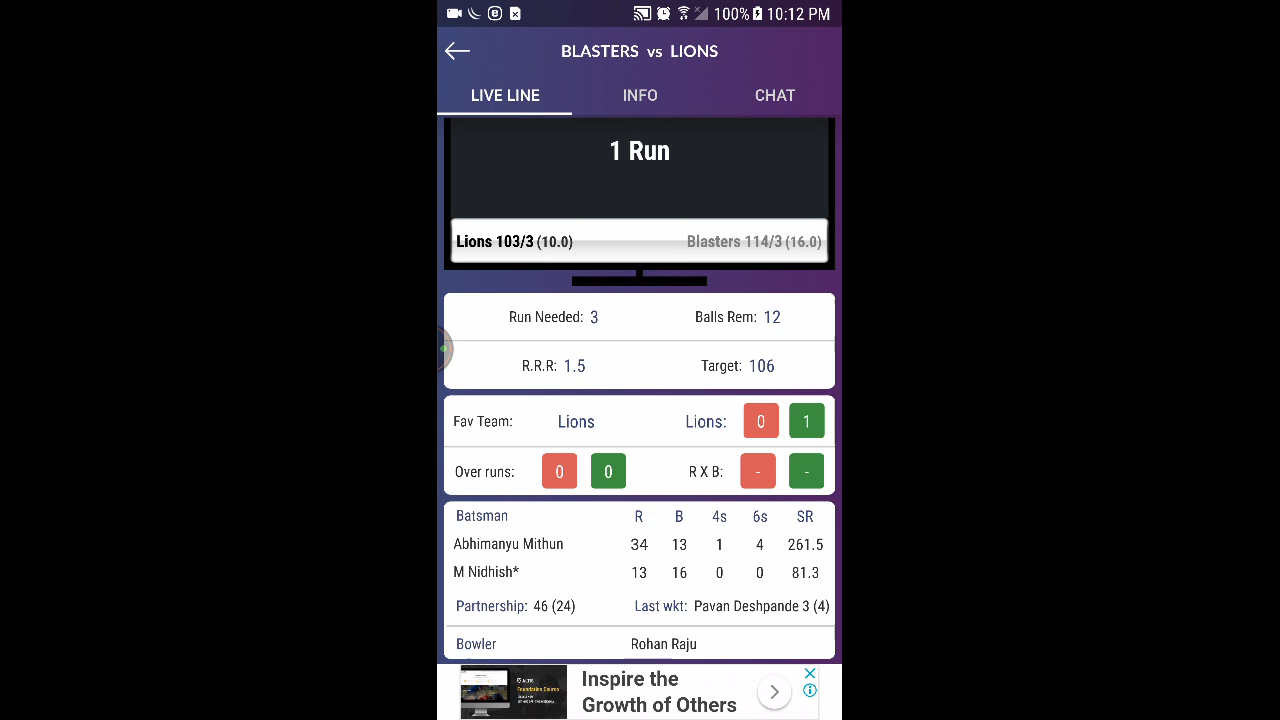 100% 10:12 PM
BLASTERS vs LIONS
LIVE LINE INFO CHAT
1 Run
Lions 103/3 (10.0) Blasters 114/3 (16.0)
Run Needed: 3 Balls Rem: 12
R.R.R: 1.5 Target: 106
Fav Team: Lions Lions: 0 1
Over runs: 0 0 R X B: - -
Batsman R B 4s 6s SR
Abhimanyu Mithun 34 13 1 4 261.5
M Nidhish* 13 16 0 0 81.3
Partnership: 46 (24) Last wkt: Pavan Deshpande 3 (4)
Bowler Rohan Raju
Inspire the
Growth of Others
Foundation Course